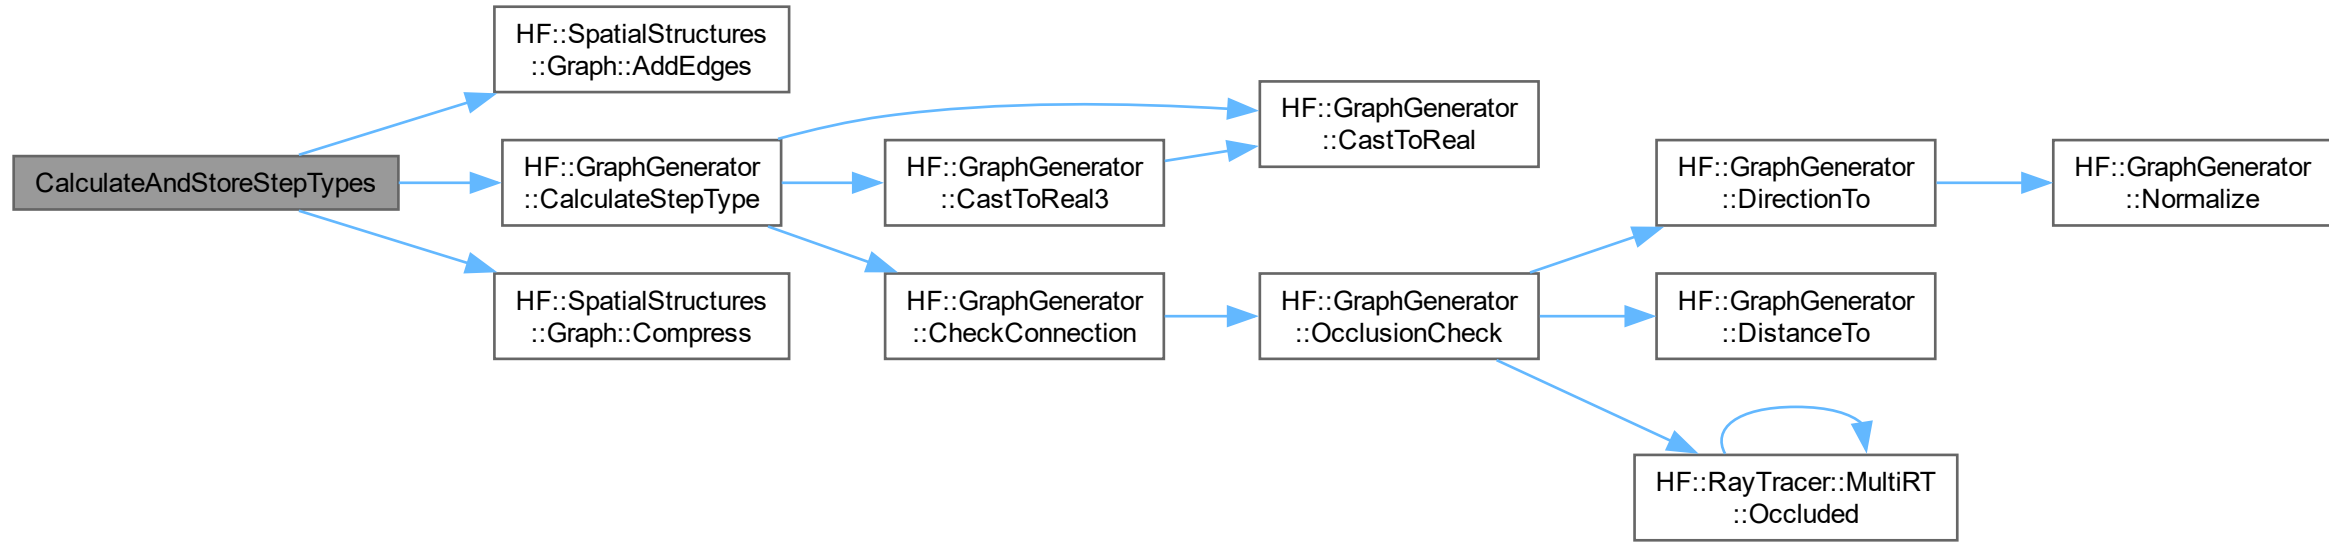 CalculateAndStoreStepTypes
HF::SpatialStructures
::Graph::AddEdges
HF::GraphGenerator
::CalculateStepType
HF::SpatialStructures
::Graph::Compress
HF::GraphGenerator
::CastToReal3
HF::GraphGenerator
::CheckConnection
HF::GraphGenerator
::CastToReal
HF::GraphGenerator
::OcclusionCheck
HF::GraphGenerator
::DirectionTo
HF::GraphGenerator
::DistanceTo
HF::RayTracer::MultiRT
::Occluded
HF::GraphGenerator
::Normalize